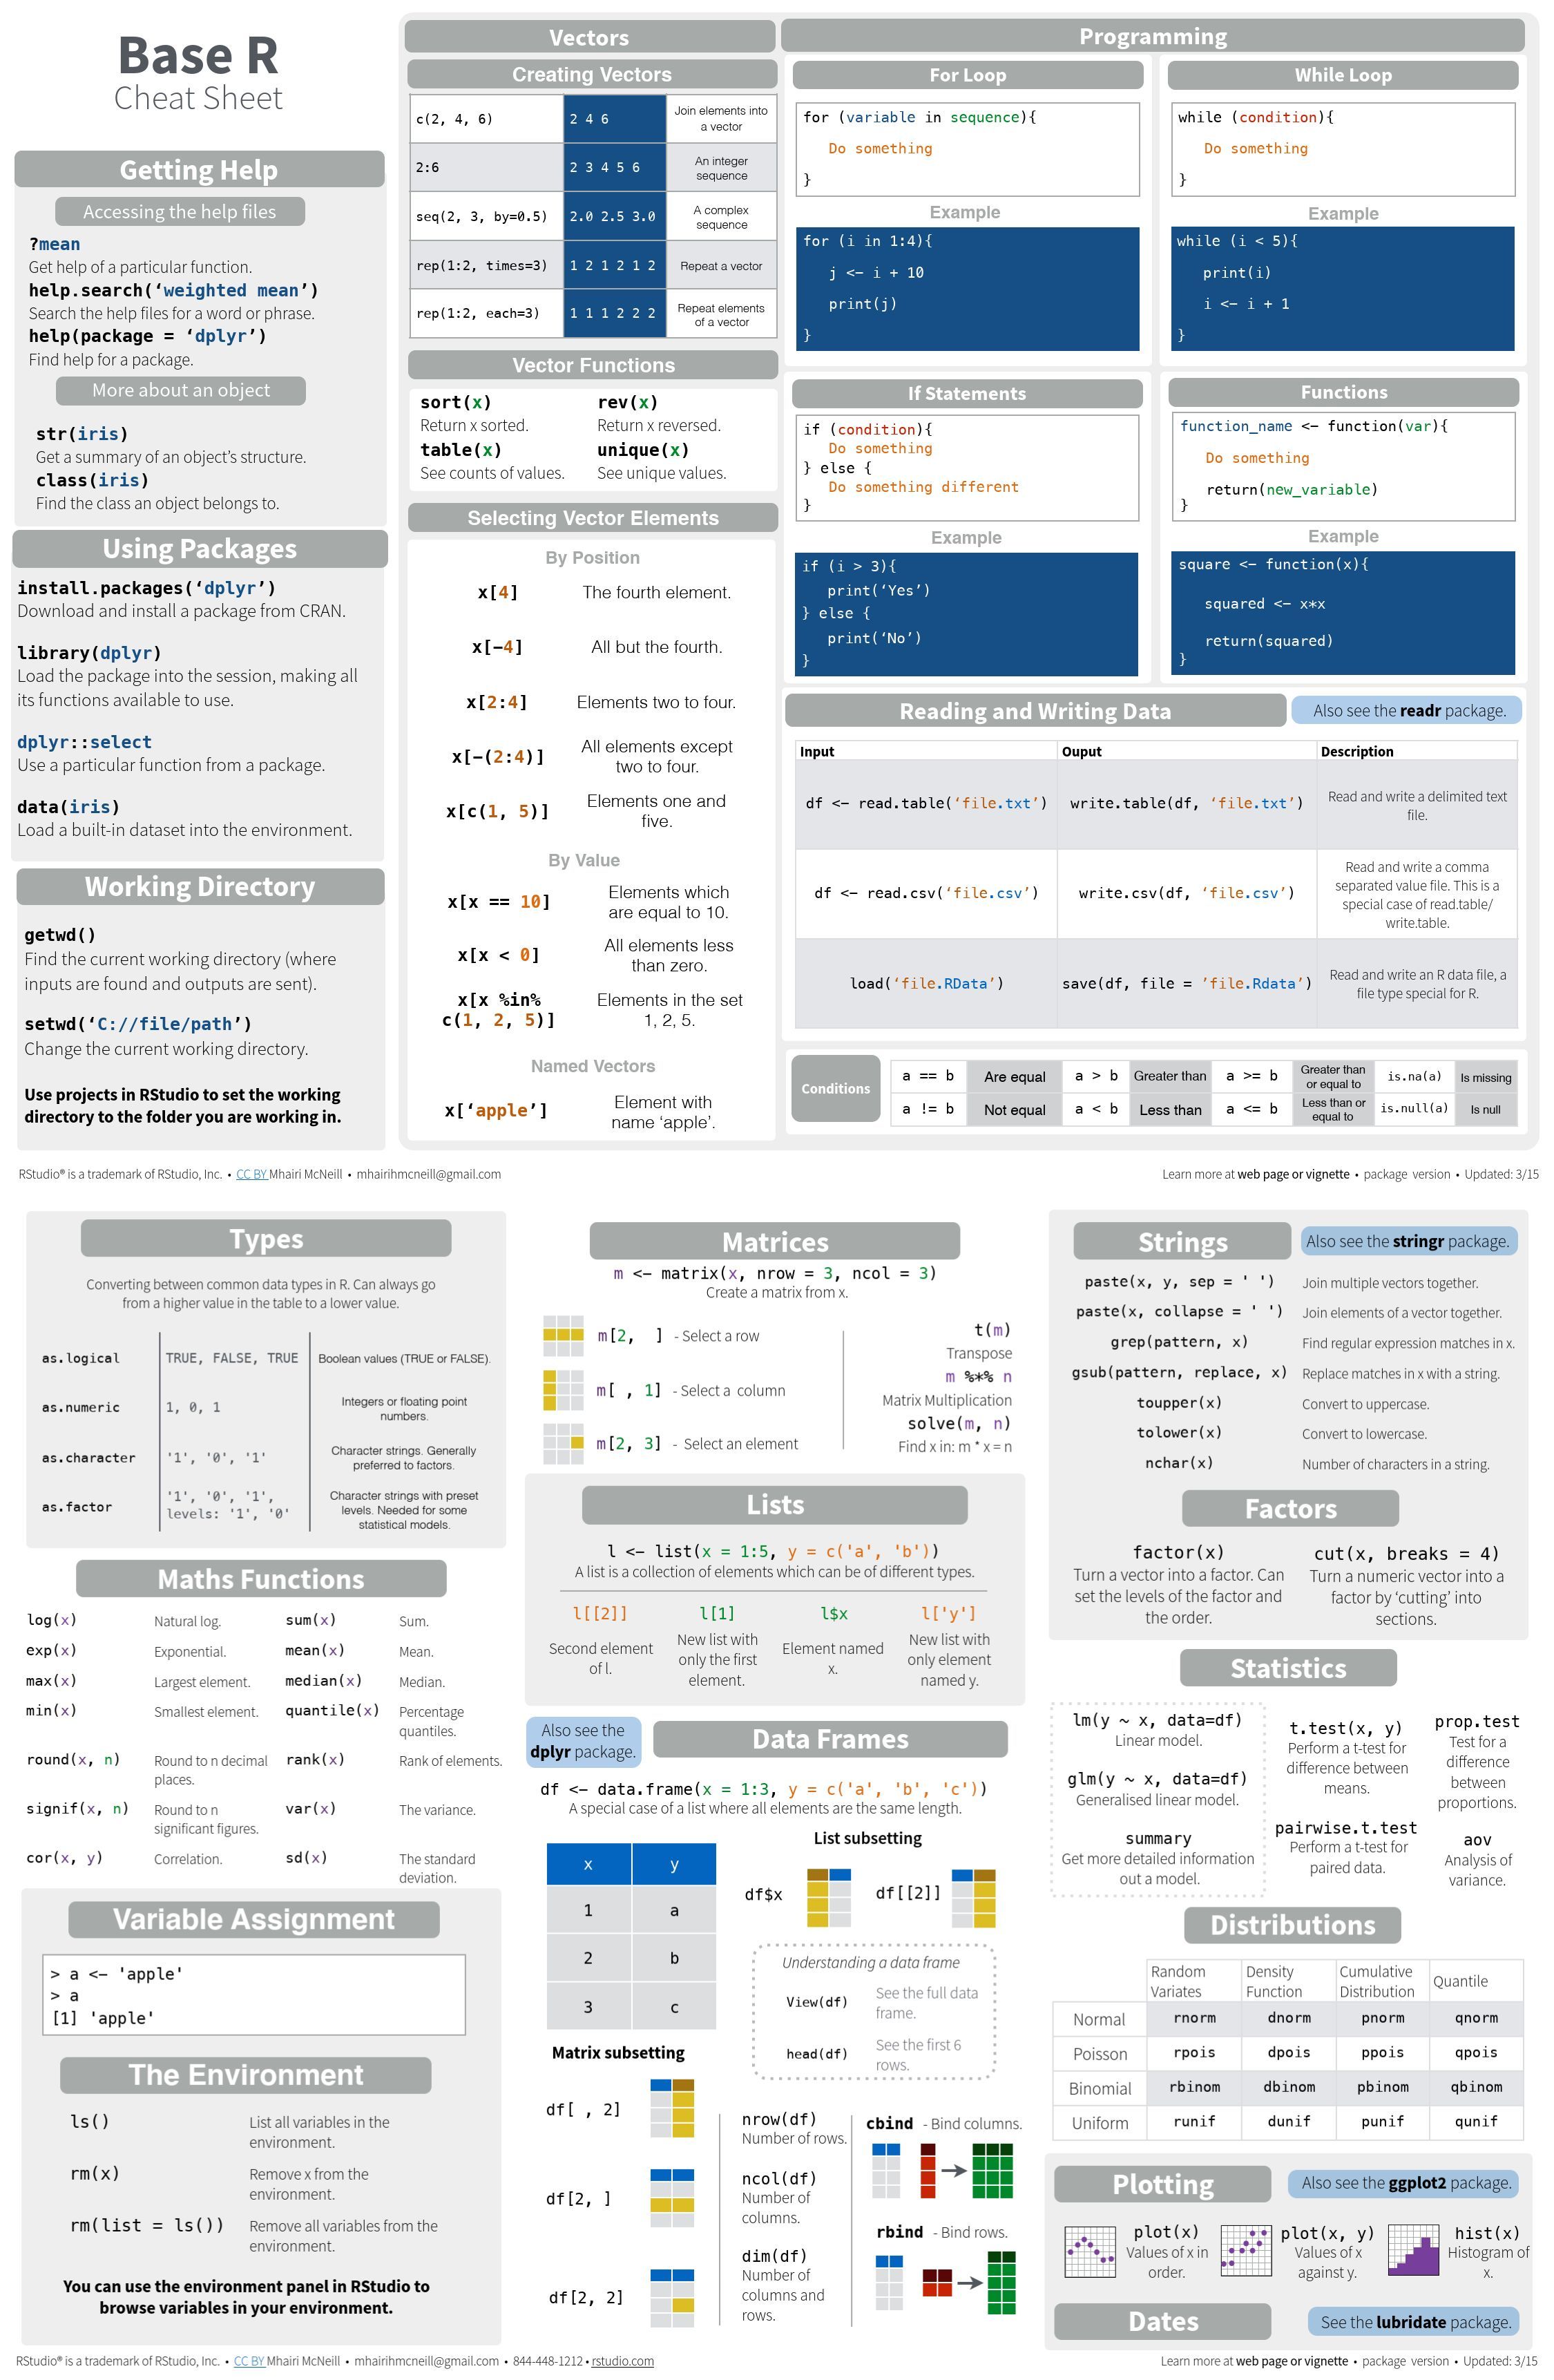 Base R
Cheat Sheet
Getting Help
Accessing the help files
?mean
Get help of a particular function.
help.search(‘weighted mean’)
Search the help files for a word or phrase.
help(package = ‘dplyr’)
Find help for a package.
More about an object
str(iris)
Get a summary of an object’s structure.
class(iris)
Find the class an object belongs to.
Using Packages
install.packages(‘dplyr’)
Download and install a package from CRAN.
library(dplyr)
Load the package into the session, making all
its functions available to use.
dplyr::select
Use a particular function from a package.
data(iris)
Load a built-in dataset into the environment.
Working Directory
getwd()
Find the current working directory (where
inputs are found and outputs are sent).
setwd(‘C://file/path’)
Change the current working directory.
Use projects in RStudio to set the working
directory to the folder you are working in.
Vectors
Creating Vectors
c(2, 4, 6) 2 4 6 Join elements into
a vector
2:6 2 3 4 5 6 An integer
sequence
seq(2, 3, by=0.5) 2.0 2.5 3.0 A complex
sequence
rep(1:2, times=3) 1 2 1 2 1 2 Repeat a vector
rep(1:2, each=3) 1 1 1 2 2 2 Repeat elements
of a vector
Vector Functions
sort(x) rev(x)
Return x sorted. Return x reversed.
table(x) unique(x)
See counts of values. See unique values.
Selecting Vector Elements
By Position
x[4] The fourth element.
x[-4] All but the fourth.
x[2:4] Elements two to four.
x[-(2:4)] All elements except
two to four.
x[c(1, 5)] Elements one and
five.
By Value
x[x == 10] Elements which
are equal to 10.
x[x < 0] All elements less
than zero.
x[x %in%
c(1, 2, 5)] Elements in the set
1, 2, 5.
Named Vectors
x[‘apple’] Element with
name ‘apple’.
Programming
For Loop
for (variable in sequence){
Do something
}
Example
for (i in 1:4){
j <- i + 10
print(j)
}
While Loop
while (condition){
Do something
}
Example
while (i < 5){
print(i)
i <- i + 1
}
If Statements
if (condition){
Do something
} else {
Do something different
}
Example
if (i > 3){
print(‘Yes’)
} else {
print(‘No’)
}
Functions
function_name <- function(var){
Do something
return(new_variable)
}
Example
square <- function(x){
squared <- x*x
return(squared)
}
Reading and Writing Data
Also see the readr package.
Input Ouput Description
df <- read.table(‘file.txt’) write.table(df, ‘file.txt’) Read and write a delimited text
file.
df <- read.csv(‘file.csv’) write.csv(df, ‘file.csv’) Read and write a comma
separated value file. This is a
special case of read.table/
write.table.
load(‘file.RData’) save(df, file = ’file.Rdata’) Read and write an R data file, a
file type special for R.
Conditions
a == b Are equal a > b Greater than a >= b Greater than
or equal to is.na(a) Is missing
a != b Not equal a < b Less than a <= b Less than or
equal to is.null(a) Is null
RStudio® is a trademark of RStudio, Inc. • CC BY Mhairi McNeill • mhairihmcneill@gmail.com
Learn more at web page or vignette • package version • Updated: 3/15
Types
Converting between common data types in R. Can always go
from a higher value in the table to a lower value.
as.logical TRUE, FALSE, TRUE Boolean values (TRUE or FALSE).
as.numeric 1, 0, 1 Integers or floating point
numbers.
as.character '1', '0', '1' Character strings. Generally
preferred to factors.
as.factor '1', '0', '1',
levels: '1', '0' Character strings with preset
levels. Needed for some
statistical models.
Maths Functions
log(x) Natural log. sum(x) Sum.
exp(x) Exponential. mean(x) Mean.
max(x) Largest element. median(x) Median.
min(x) Smallest element. quantile(x) Percentage
quantiles.
round(x, n) Round to n decimal
places. rank(x) Rank of elements.
signif(x, n) Round to n
significant figures. var(x) The variance.
cor(x, y) Correlation. sd(x) The standard
deviation.
Variable Assignment
> a <- 'apple'
> a
[1] 'apple'
The Environment
ls() List all variables in the
environment.
rm(x) Remove x from the
environment.
rm(list = ls()) Remove all variables from the
environment.
You can use the environment panel in RStudio to
browse variables in your environment.
Matrices
m <- matrix(x, nrow = 3, ncol = 3)
Create a matrix from x.
m[2, ] - Select a row
m[ , 1] - Select a column
m[2, 3] - Select an element
t(m)
Transpose
m %*% n
Matrix Multiplication
solve(m, n)
Find x in: m * x = n
Lists
l <- list(x = 1:5, y = c('a', 'b'))
A list is a collection of elements which can be of different types.
l[[2]] l[1] l$x l['y']
Second element
of l.
New list with
only the first
element.
Element named
x.
New list with
only element
named y.
Also see the
dplyr package.
Data Frames
df <- data.frame(x = 1:3, y = c('a', 'b', 'c'))
A special case of a list where all elements are the same length.
x y
1 a
2 b
3 c
List subsetting
df$x df[[2]]
Understanding a data frame
View(df) See the full data
frame.
head(df) See the first 6
rows.
Matrix subsetting
df[ , 2]
df[2, ]
df[2, 2]
nrow(df)
Number of rows.
ncol(df)
Number of
columns.
dim(df)
Number of
columns and
rows.
cbind - Bind columns.
rbind - Bind rows.
Strings
Also see the stringr package.
paste(x, y, sep = ' ') Join multiple vectors together.
paste(x, collapse = ' ') Join elements of a vector together.
grep(pattern, x) Find regular expression matches in x.
gsub(pattern, replace, x) Replace matches in x with a string.
toupper(x) Convert to uppercase.
tolower(x) Convert to lowercase.
nchar(x) Number of characters in a string.
Factors
factor(x)
Turn a vector into a factor. Can
set the levels of the factor and
the order.
cut(x, breaks = 4)
Turn a numeric vector into a
factor by ‘cutting’ into
sections.
Statistics
lm(y ~ x, data=df)
Linear model.
glm(y ~ x, data=df)
Generalised linear model.
summary
Get more detailed information
out a model.
t.test(x, y)
Perform a t-test for
difference between
means.
pairwise.t.test
Perform a t-test for
paired data.
prop.test
Test for a
difference
between
proportions.
aov
Analysis of
variance.
Distributions
Random
Variates
Density
Function
Cumulative
Distribution
Quantile
Normal rnorm dnorm pnorm qnorm
Poisson rpois dpois ppois qpois
Binomial rbinom dbinom pbinom qbinom
Uniform runif dunif punif qunif
Plotting
Also see the ggplot2 package.
plot(x)
Values of x in
order.
plot(x, y)
Values of x
against y.
hist(x)
Histogram of
x.
Dates
See the lubridate package.
RStudio® is a trademark of RStudio, Inc. • CC BY Mhairi McNeill • mhairihmcneill@gmail.com • 844-448-1212 • rstudio.com
Learn more at web page or vignette • package version • Updated: 3/15